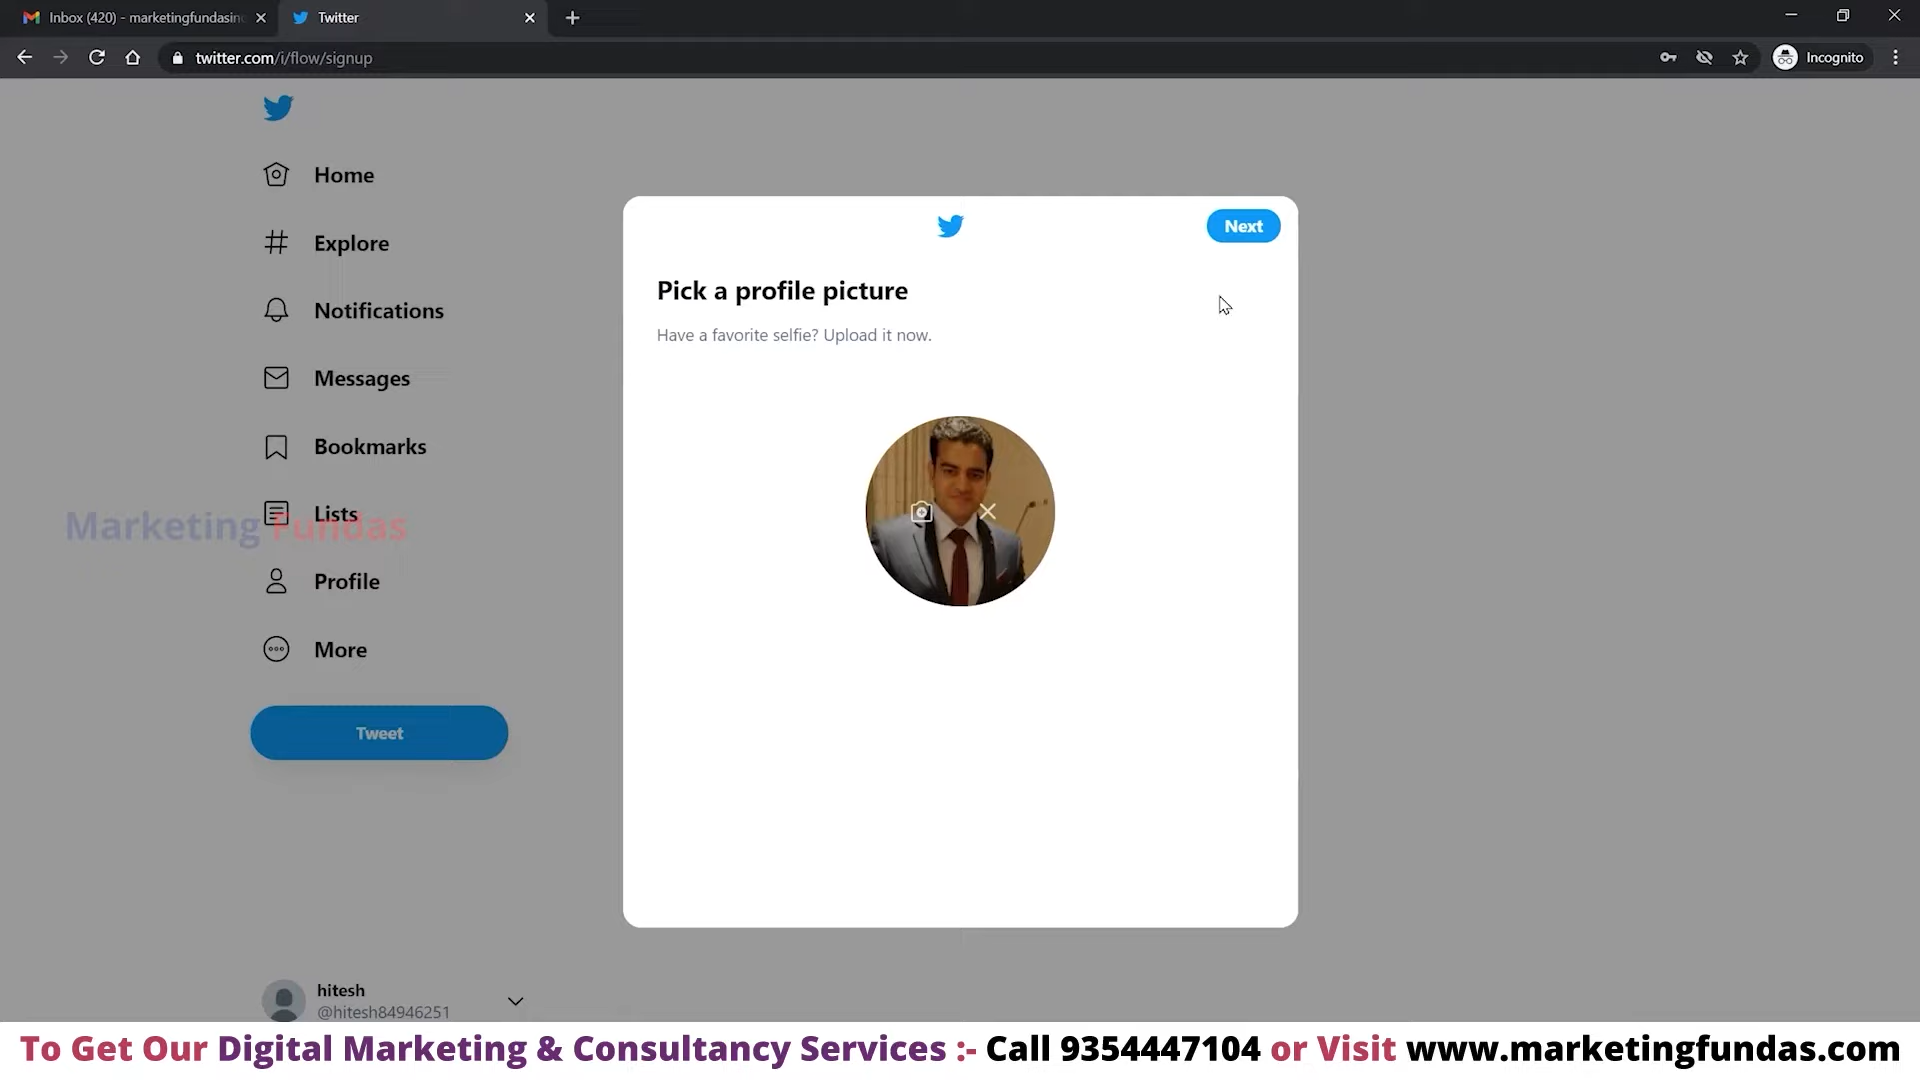 Inbox (420) - marketingfundasin
Twitter
twitter.com/i/flow/signup
Incognito
Home
Explore
Notifications
Messages
Bookmarks
Lists
Marketing Fundas
Profile
More
Tweet
Next
Pick a profile picture
Have a favorite selfie? Upload it now.
hitesh
@hitesh84946251
To Get Our Digital Marketing & Consultancy Services :- Call 9354447104 or Visit www.marketingfundas.com